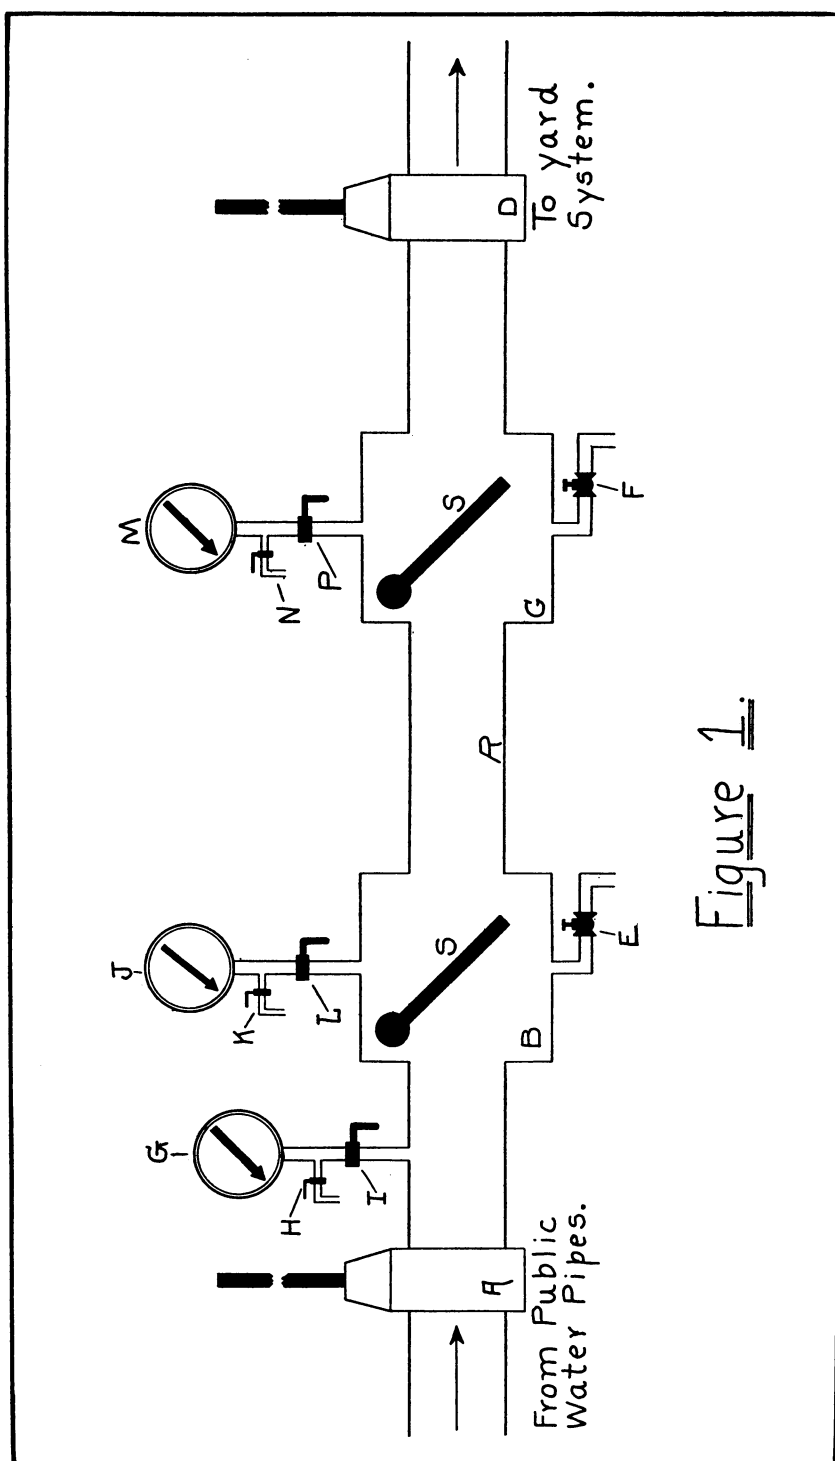 J
M
G
K
H
N
L
P
I
S
S
A
R
D
B
G
From Public
Water Pipes.
To yard
System.
E
F
Figure 1.